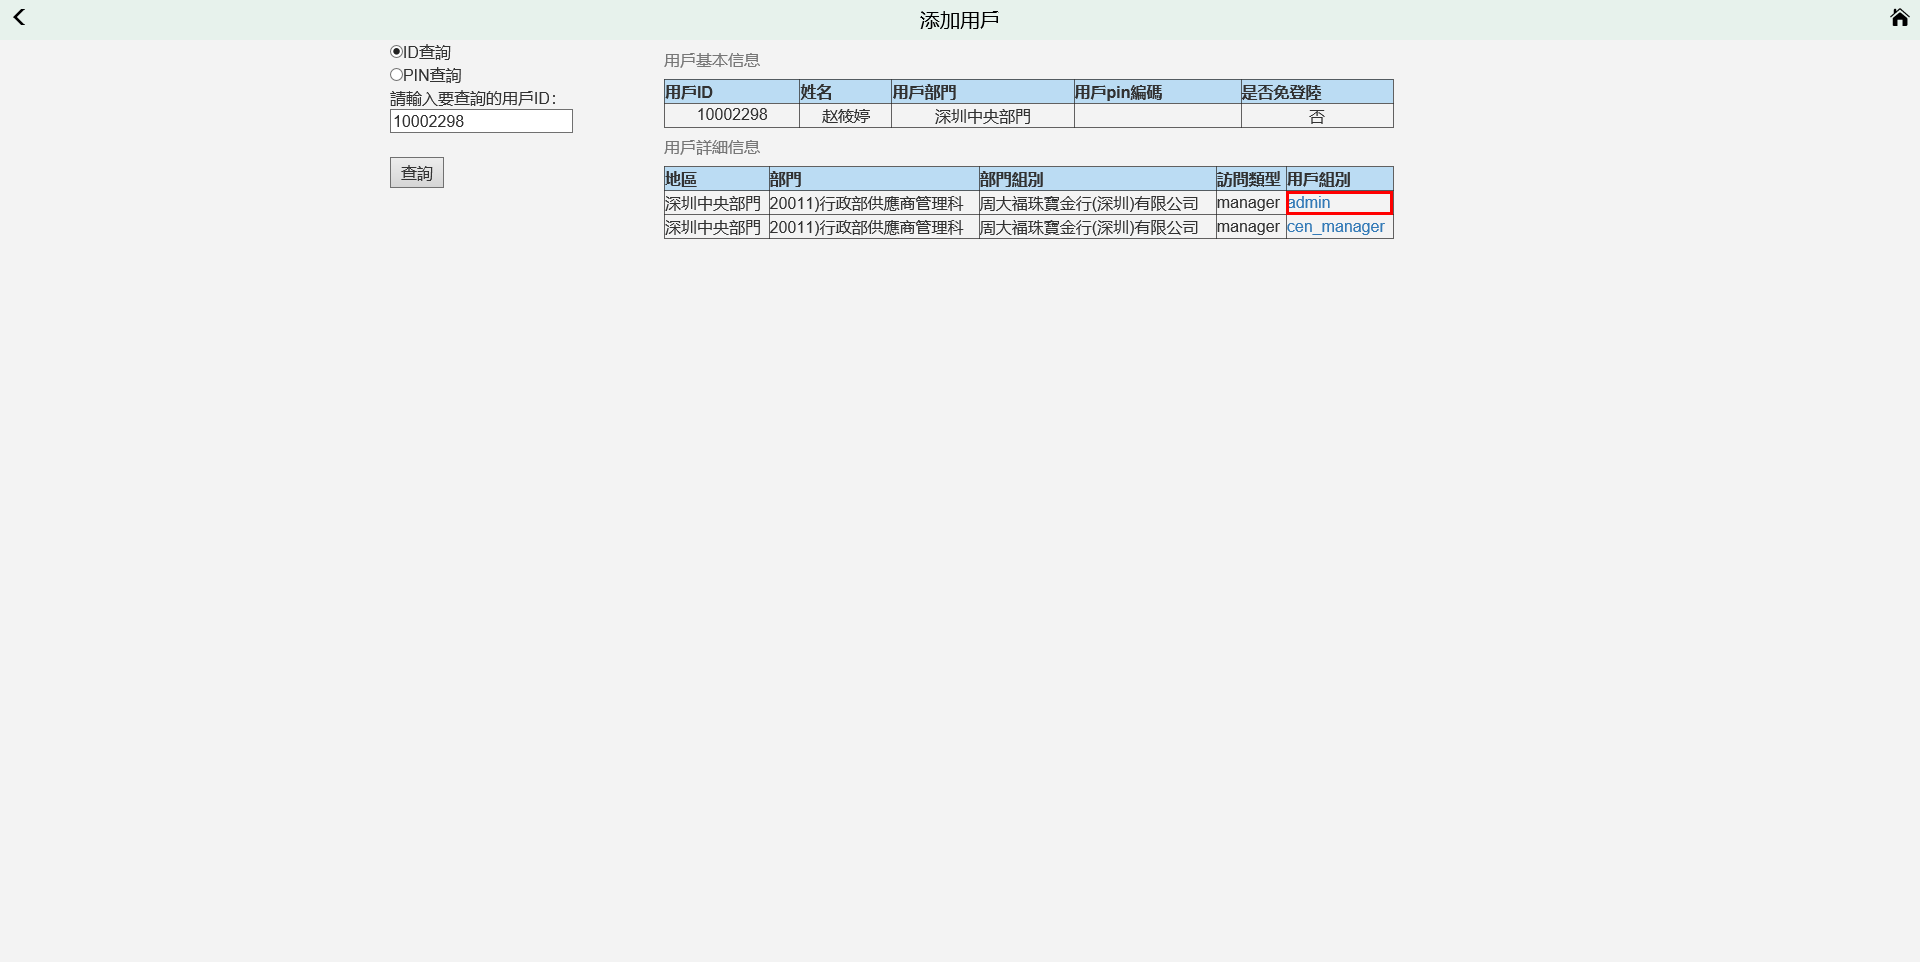 添加用戶
ID查詢
PIN查詢
請輸入要查詢的用戶ID:
10002298
查詢
用戶基本信息
用戶ID 姓名 用戶部門 用戶pin編碼 是否免登陸
10002298 赵筱婷 深圳中央部門 否
用戶詳細信息
地區 部門 部門組別 訪問類型 用戶組別
深圳中央部門 20011)行政部供應商管理科 周大福珠寶金行(深圳)有限公司 manager admin
深圳中央部門 20011)行政部供應商管理科 周大福珠寶金行(深圳)有限公司 manager cen_manager